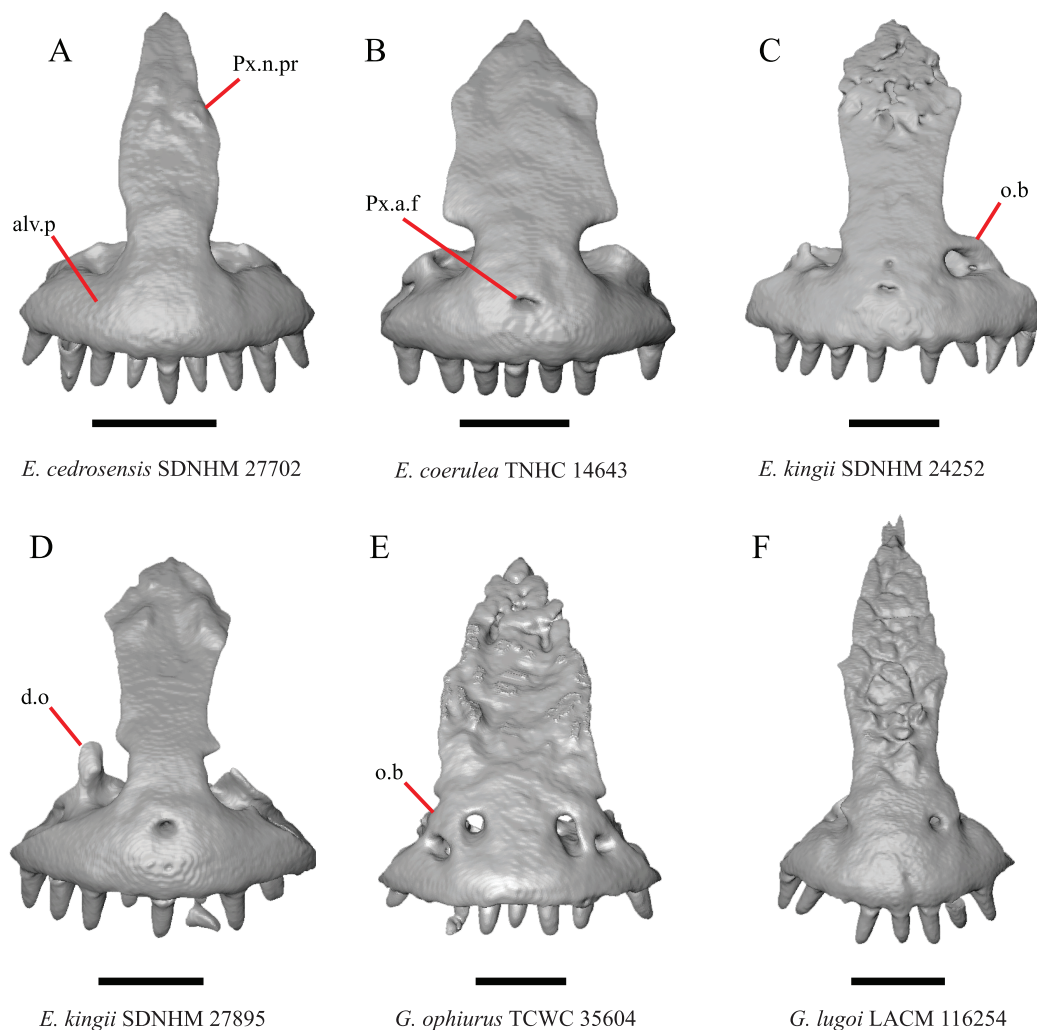 A
Px.n.pr
alv.p
B
Px.a.f
C
o.b
E. cedrosensis SDNHM 27702
E. coerulea TNHC 14643
E. kingii SDNHM 24252
D
d.o
E
o.b
F
E. kingii SDNHM 27895
G. ophiurus TCWC 35604
G. lugoi LACM 116254